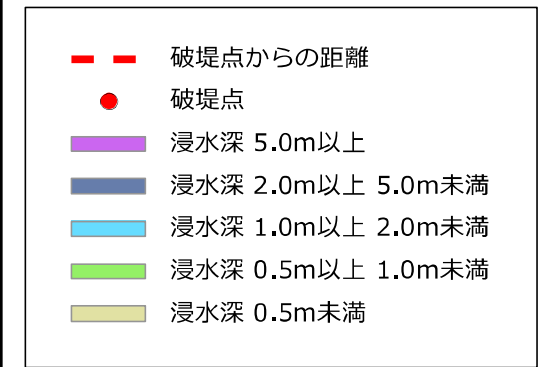 破堤点からの距離
破堤点
浸水深 5.0m以上
浸水深 2.0m以上 5.0m未満
浸水深 1.0m以上 2.0m未満
浸水深 0.5m以上 1.0m未満
浸水深 0.5m未満